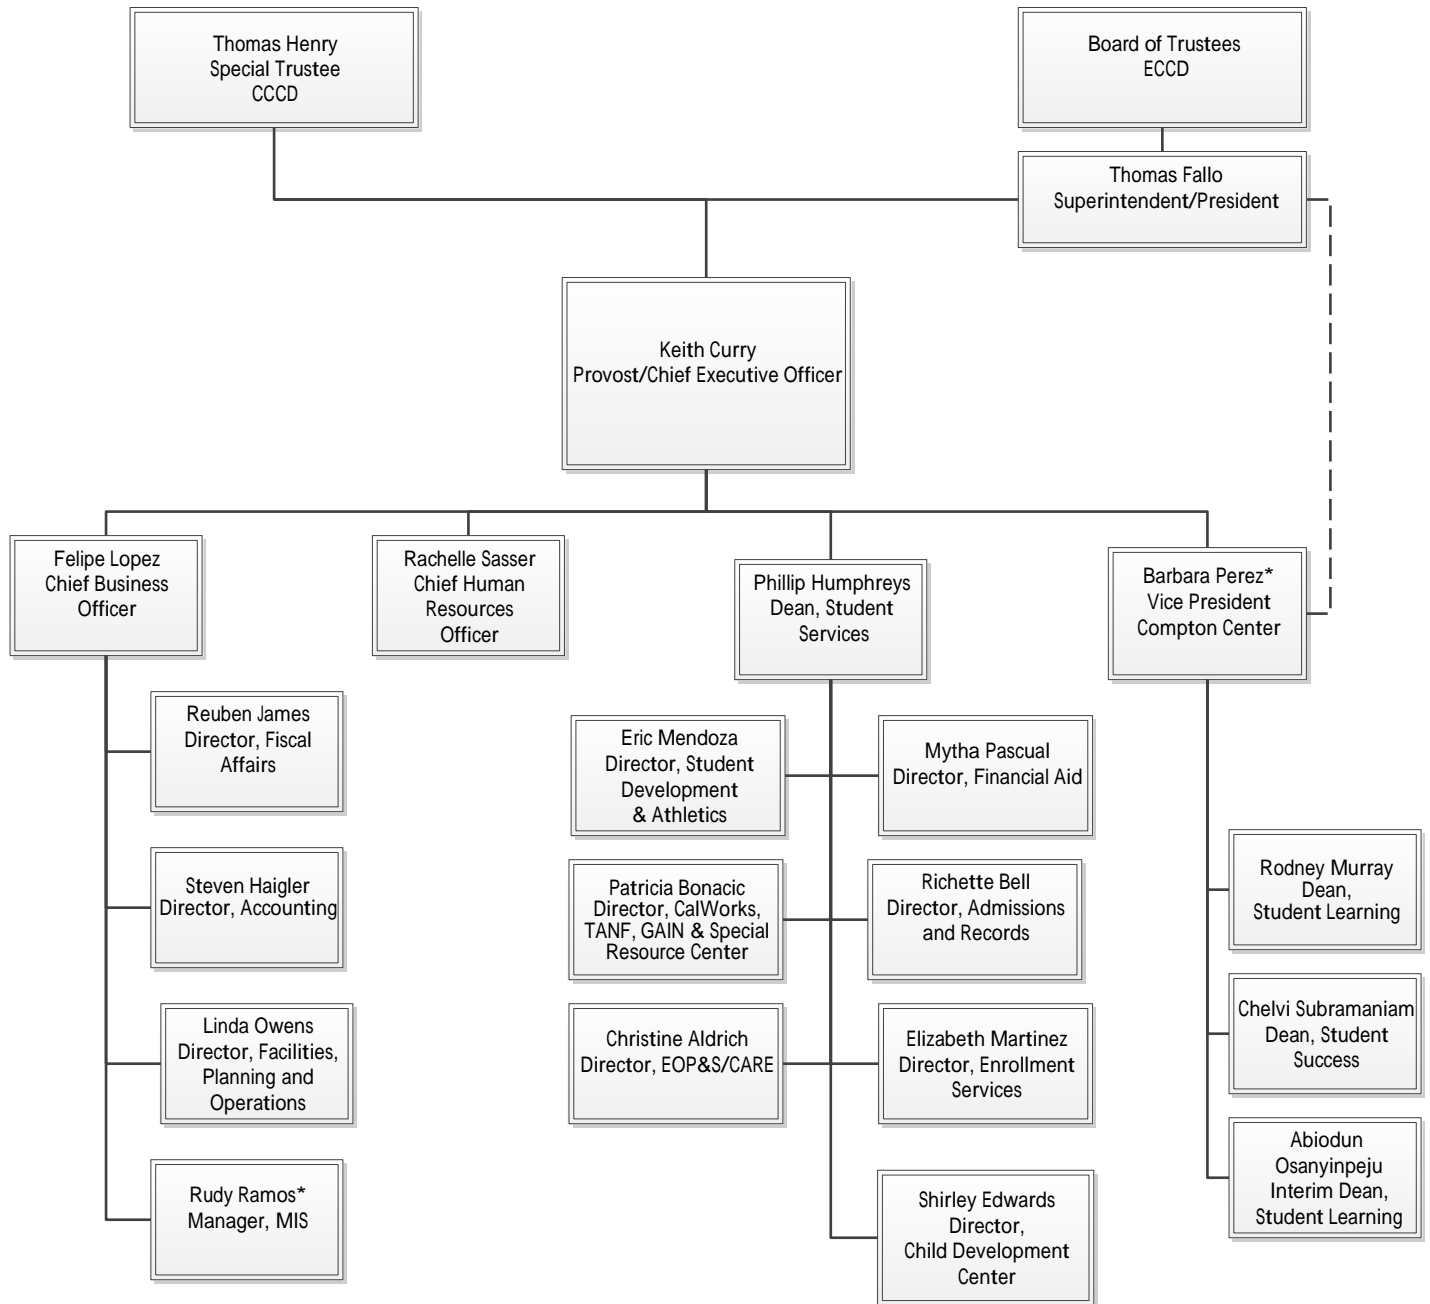 Thomas Henry
Special Trustee
CCCD
Board of Trustees
ECCD
Thomas Fallo
Superintendent/President
Keith Curry
Provost/Chief Executive Officer
Felipe Lopez
Chief Business
Officer
Rachelle Sasser
Chief Human
Resources
Officer
Phillip Humphreys
Dean, Student
Services
Barbara Perez*
Vice President
Compton Center
Reuben James
Director, Fiscal
Affairs
Steven Haigler
Director, Accounting
Linda Owens
Director, Facilities,
Planning and
Operations
Rudy Ramos*
Manager, MIS
Eric Mendoza
Director, Student
Development
& Athletics
Mytha Pascual
Director, Financial Aid
Patricia Bonacic
Director, CalWorks,
TANF, GAIN & Special
Resource Center
Richette Bell
Director, Admissions
and Records
Christine Aldrich
Director, EOP&S/CARE
Elizabeth Martinez
Director, Enrollment
Services
Shirley Edwards
Director,
Child Development
Center
Rodney Murray
Dean,
Student Learning
Chelvi Subramaniam
Dean, Student
Success
Abiodun
Osanyinpeju
Interim Dean,
Student Learning